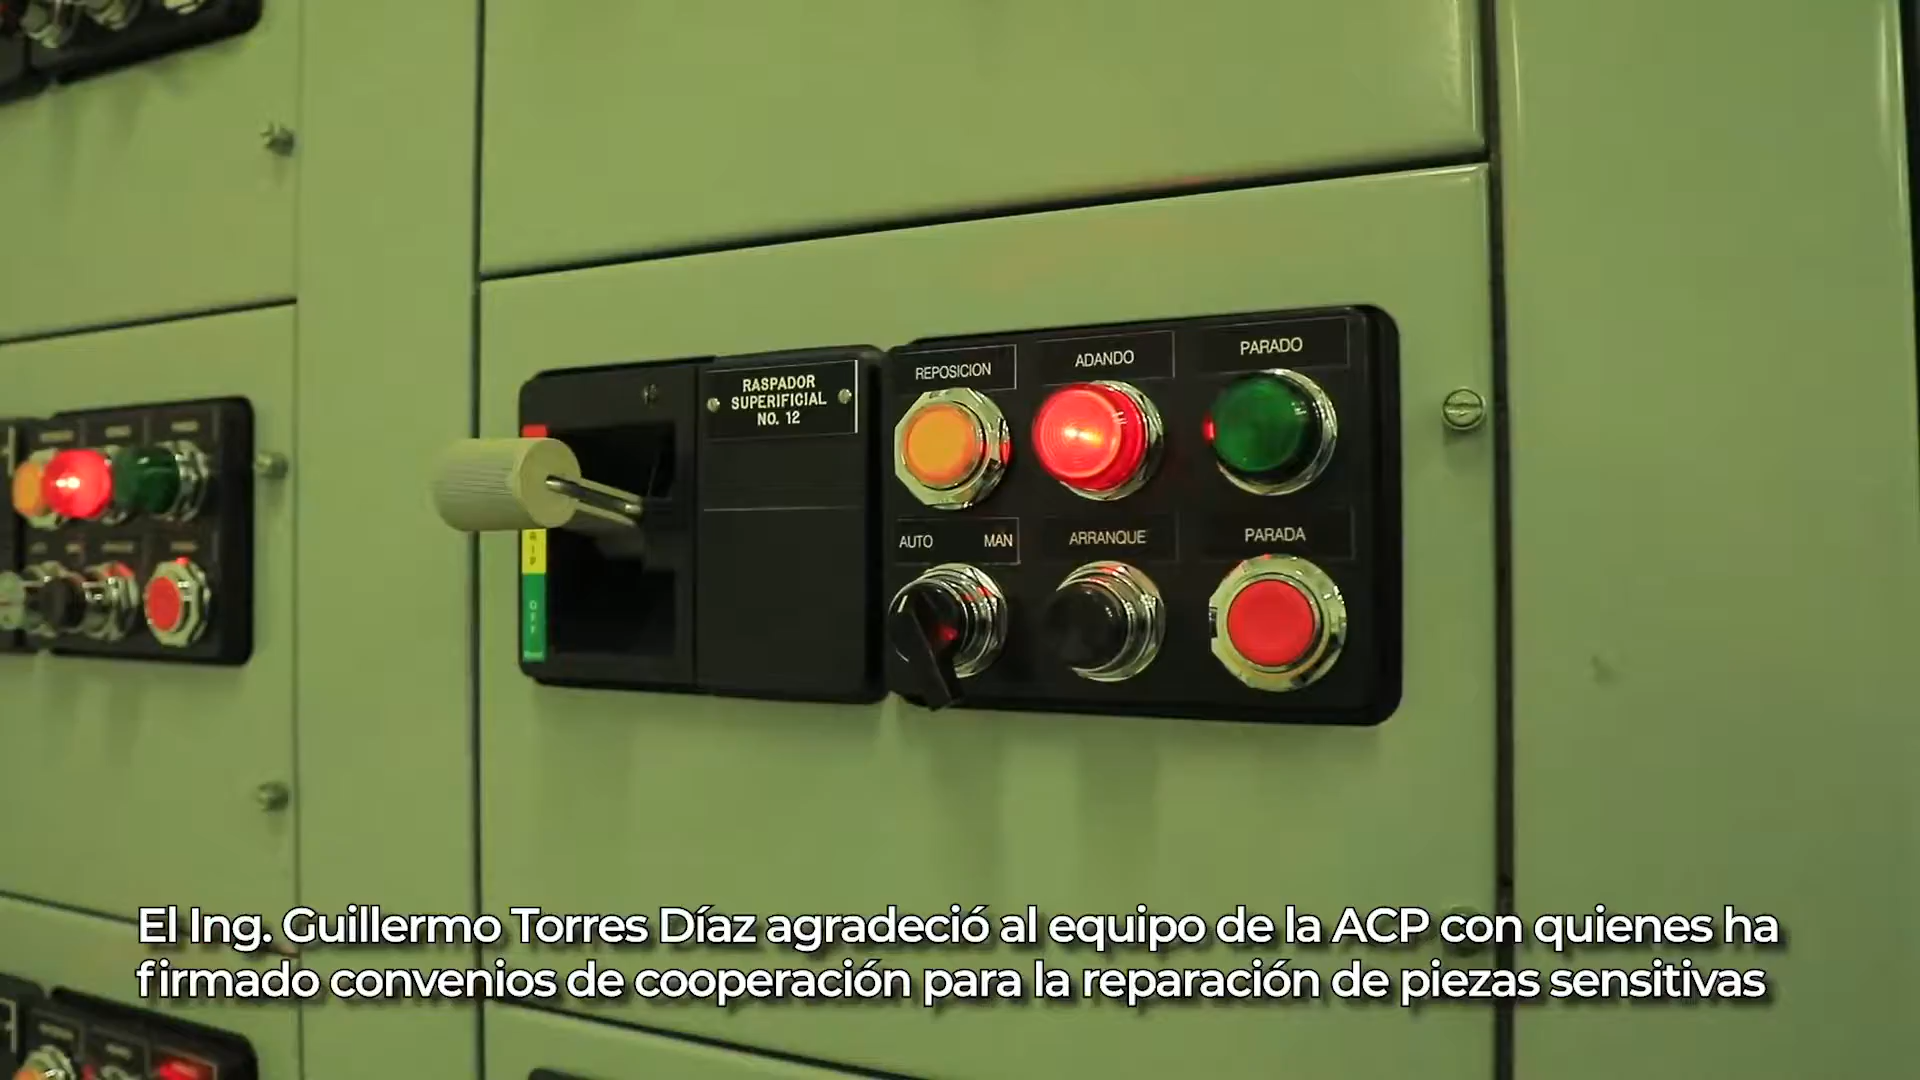 RASPADOR
SUPERIFICIAL
NO. 12
REPOSICION
ADANDO
PARADO
AUTO MAN
ARRANQUE
PARADA
OFF
El Ing. Guillermo Torres Díaz agradeció al equipo de la ACP con quienes ha
firmado convenios de cooperación para la reparación de piezas sensitivas